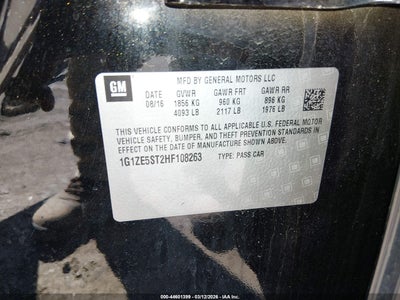 GM
MFD BY GENERAL MOTORS LLC
DATE GVWR GAWR FRT GAWR RR
08/16 1856 KG 960 KG 896 KG
4093 LB 2117 LB 1976 LB
THIS VEHICLE CONFORMS TO ALL APPLICABLE U.S. FEDERAL MOTOR
VEHICLE SAFETY, BUMPER, AND THEFT PREVENTION STANDARDS IN
EFFECT ON THE DATE OF MANUFACTURE SHOWN ABOVE.
1G1ZE5ST2HF108263 TYPE: PASS CAR
000-44601399 - 03/12/2026 - IAA Inc.